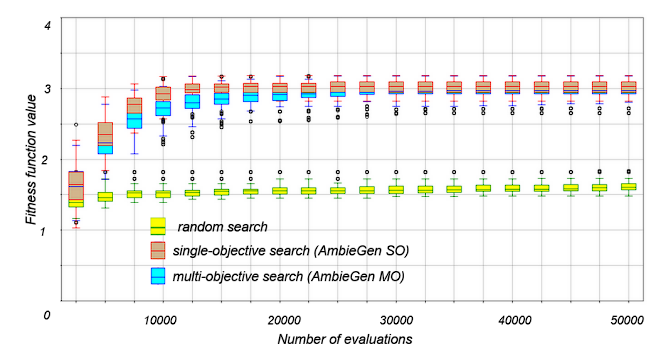 4
3
2
1
0
Fitness function value
random search
single-objective search (AmbieGen SO)
multi-objective search (AmbieGen MO)
10000 20000 30000 40000 50000
Number of evaluations